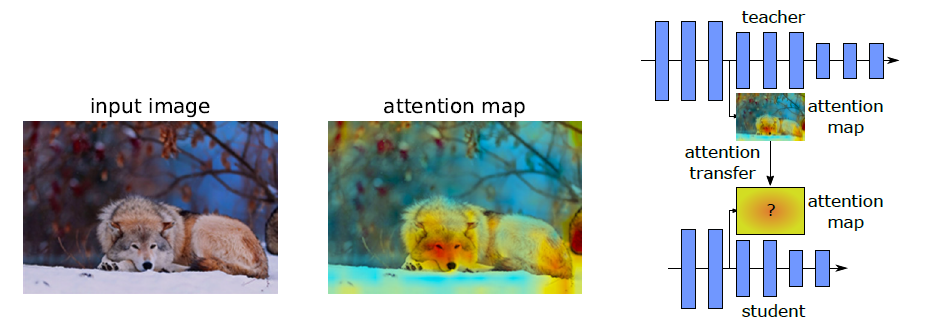 input image
attention map
teacher
attention
map
attention
transfer
?
attention
map
student